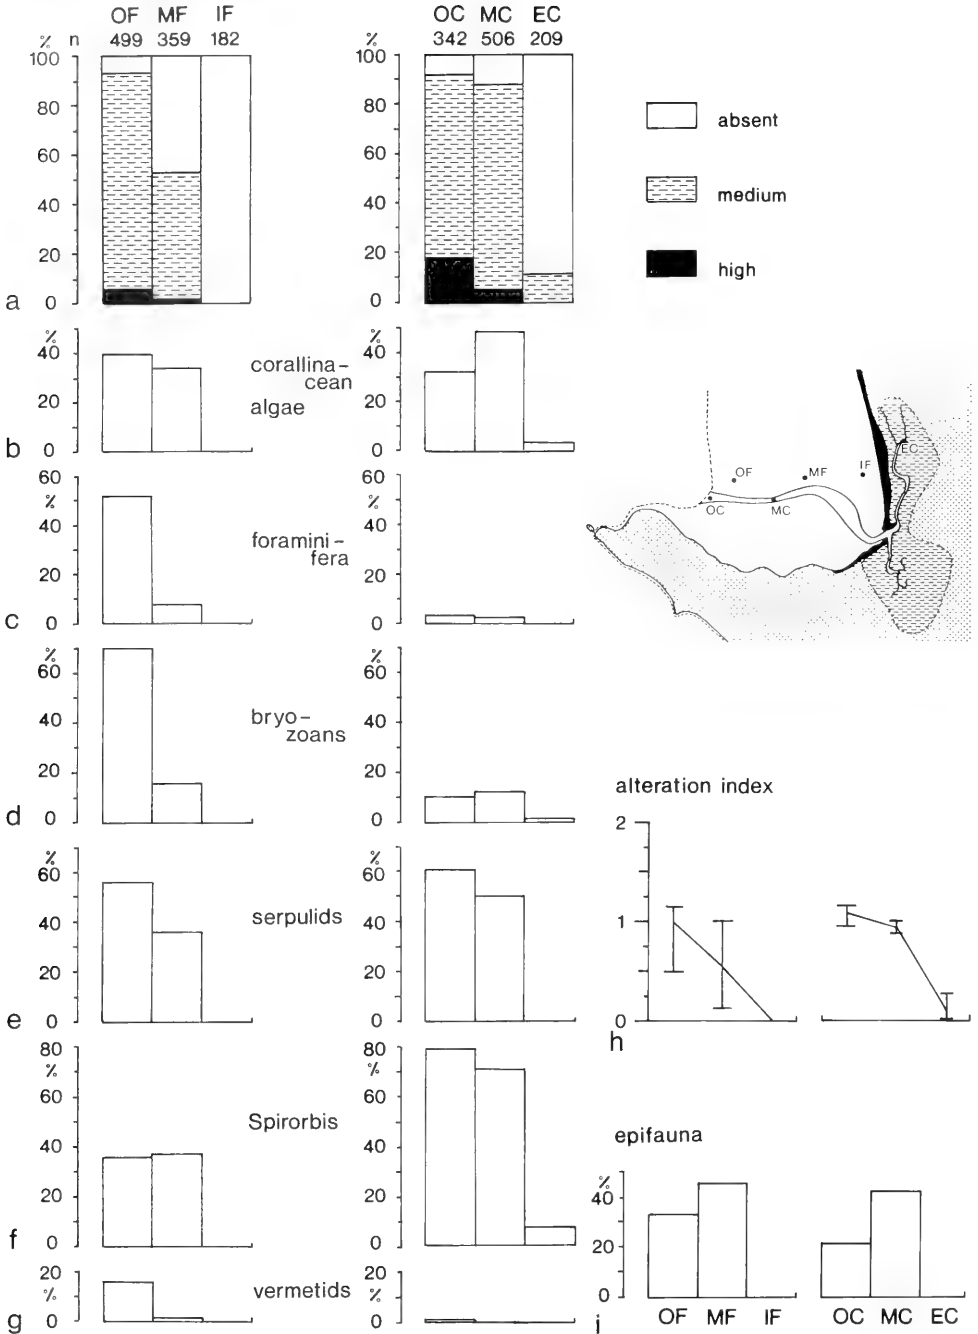 OF MF IF
% n 499 359 182
100
80
60
40
20
0
a
OC MC EC
% 342 506 209
100
80
60
40
20
0
absent
medium
high
%
40
20
0
b
corallina-
cean
algae
%
40
20
0
60
%
40
20
0
c
foramini-
fera
60
%
40
20
0
OF MF IF
EC
OC MC
%
60
40
20
0
d
bryo-
zoans
%
60
40
20
0
%
60
40
20
0
e
serpulids
%
60
40
20
0
alteration index
2
1
0
h
80
%
60
40
20
0
f
Spirorbis
80
%
60
40
20
0
20
%
0
g
vermetids
20
%
0
epifauna
%
40
20
0
i
OF MF IF OC MC EC